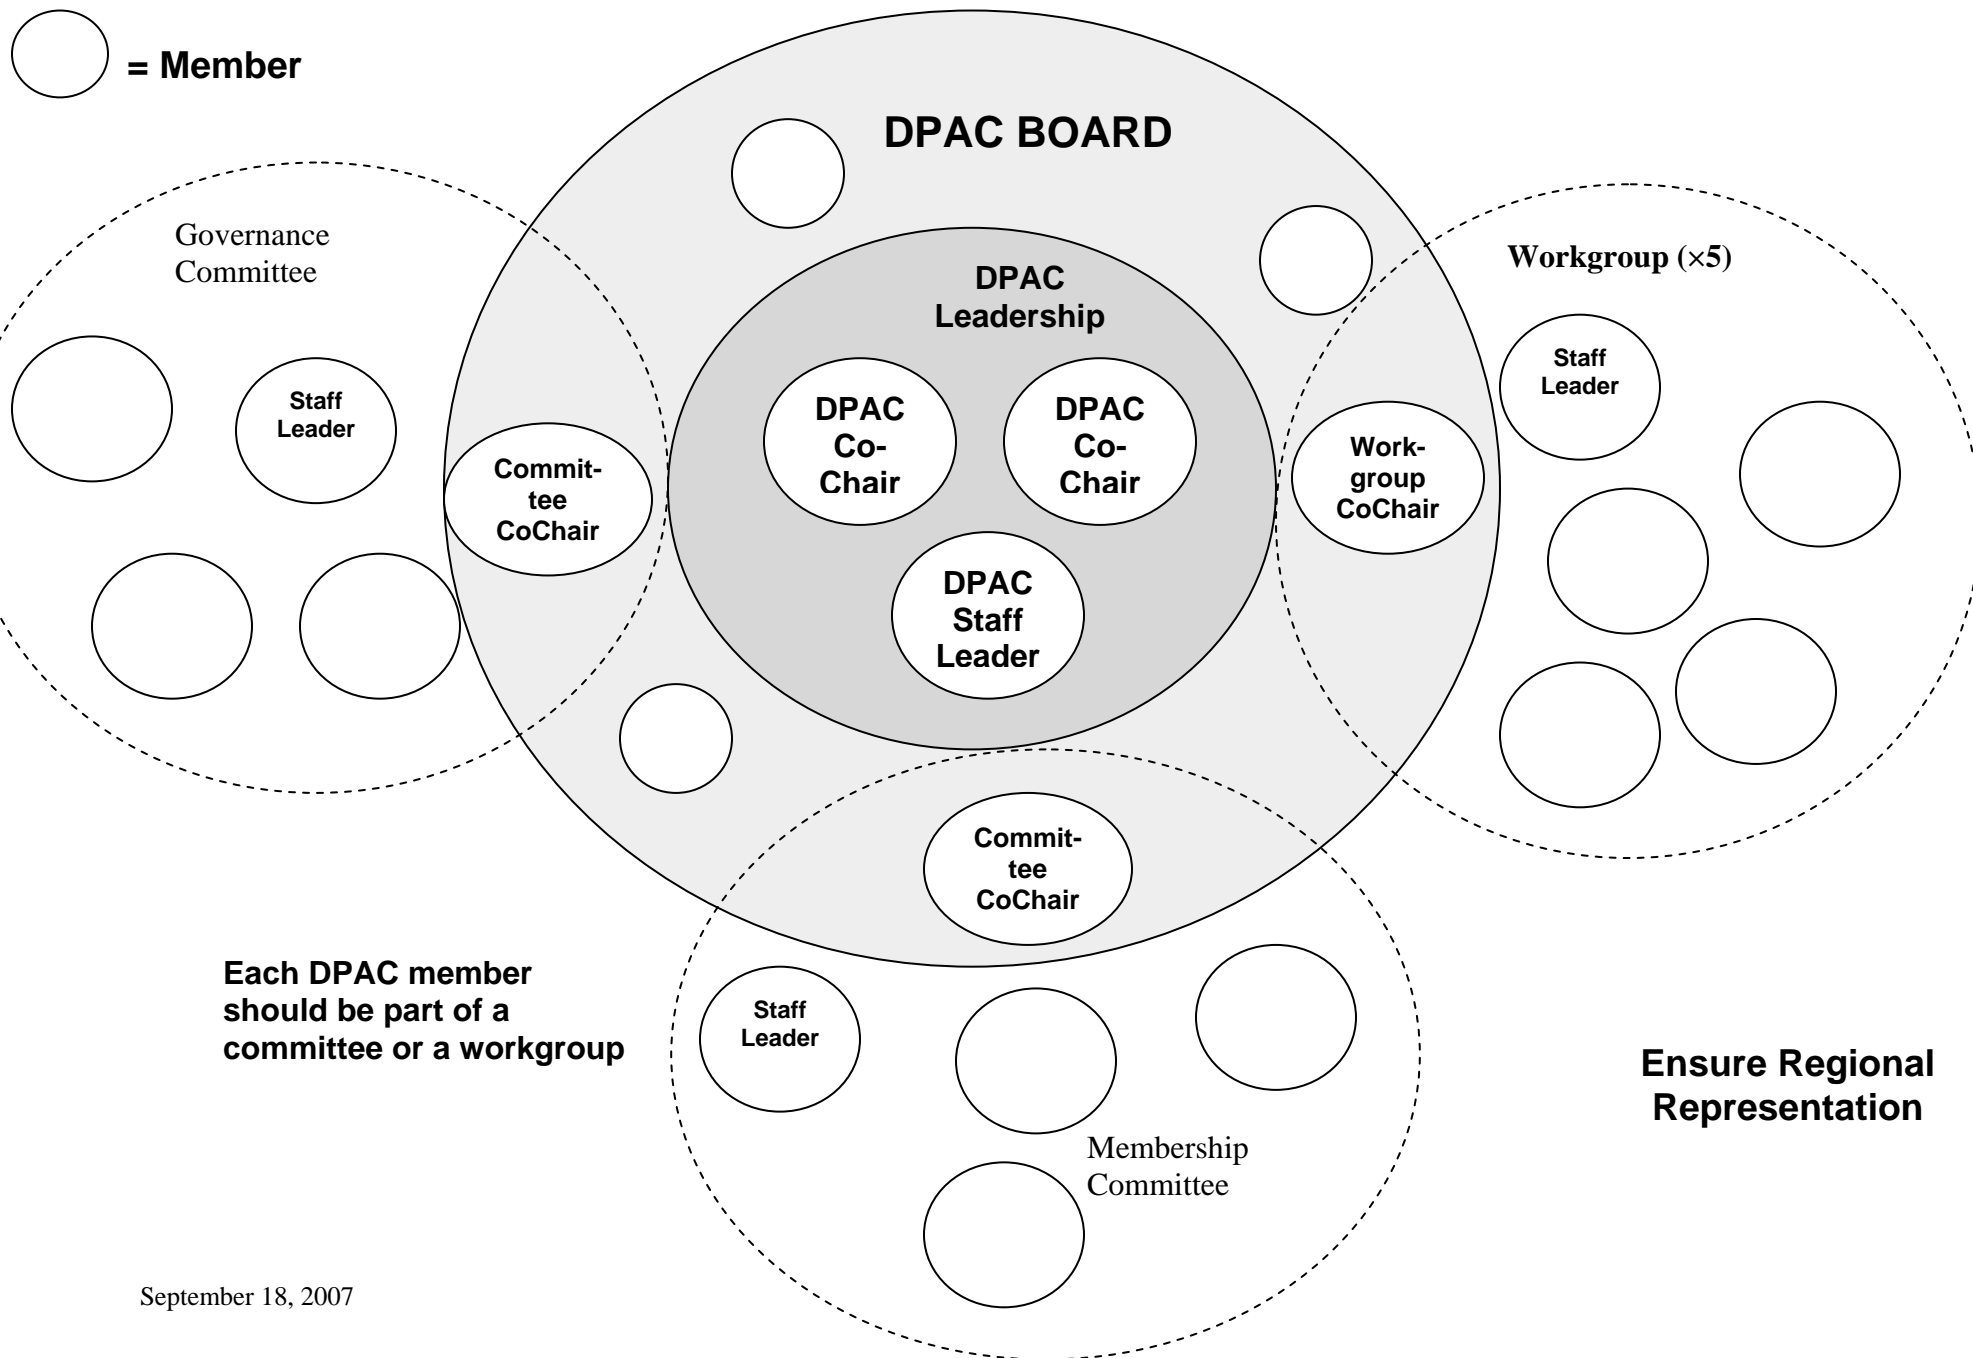 = Member
DPAC BOARD
Governance
Committee
Workgroup (×5)
DPAC
Leadership
Staff
Leader
Commit-
tee
CoChair
DPAC
Co-
Chair
DPAC
Co-
Chair
DPAC
Staff
Leader
Work-
group
CoChair
Staff
Leader
Commit-
tee
CoChair
Each DPAC member
should be part of a
committee or a workgroup
Staff
Leader
Membership
Committee
Ensure Regional
Representation
September 18, 2007